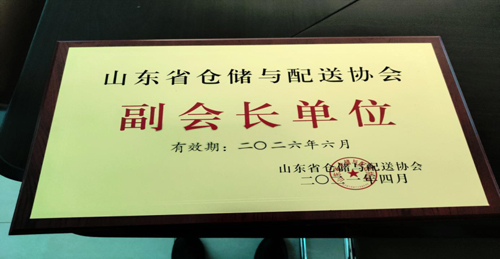 山东省仓储与配送协会
副会长单位
有效期：二〇二六年六月
山东省仓储与配送协会
二〇二一年四月